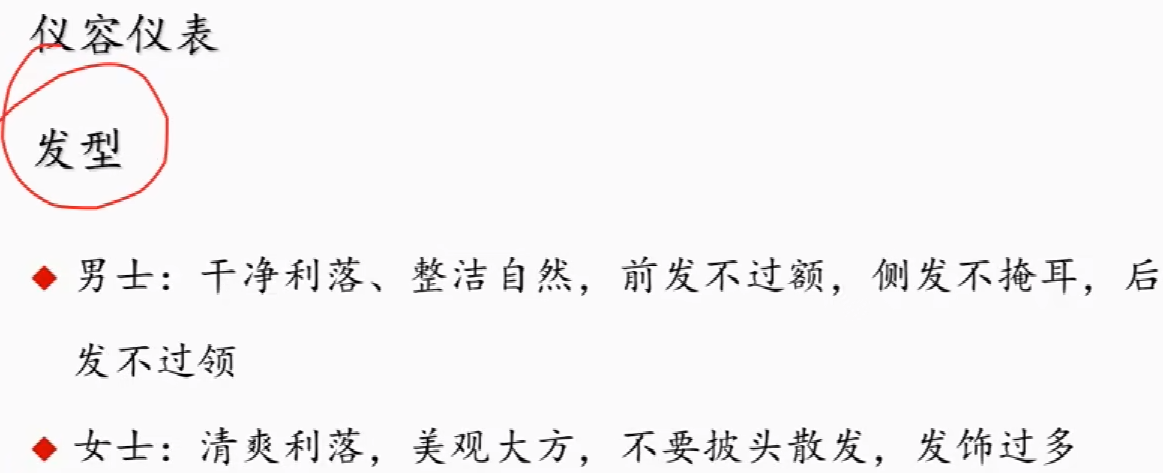 仪容仪表
发型
◆ 男士：干净利落、整洁自然，前发不过额，侧发不掩耳，后
发不过领
◆ 女士：清爽利落，美观大方，不要披头散发，发饰过多